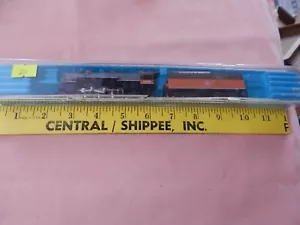 1 2 3 4 5 6 7 8 9 10 11
CENTRAL / SHIPPEE, INC. F